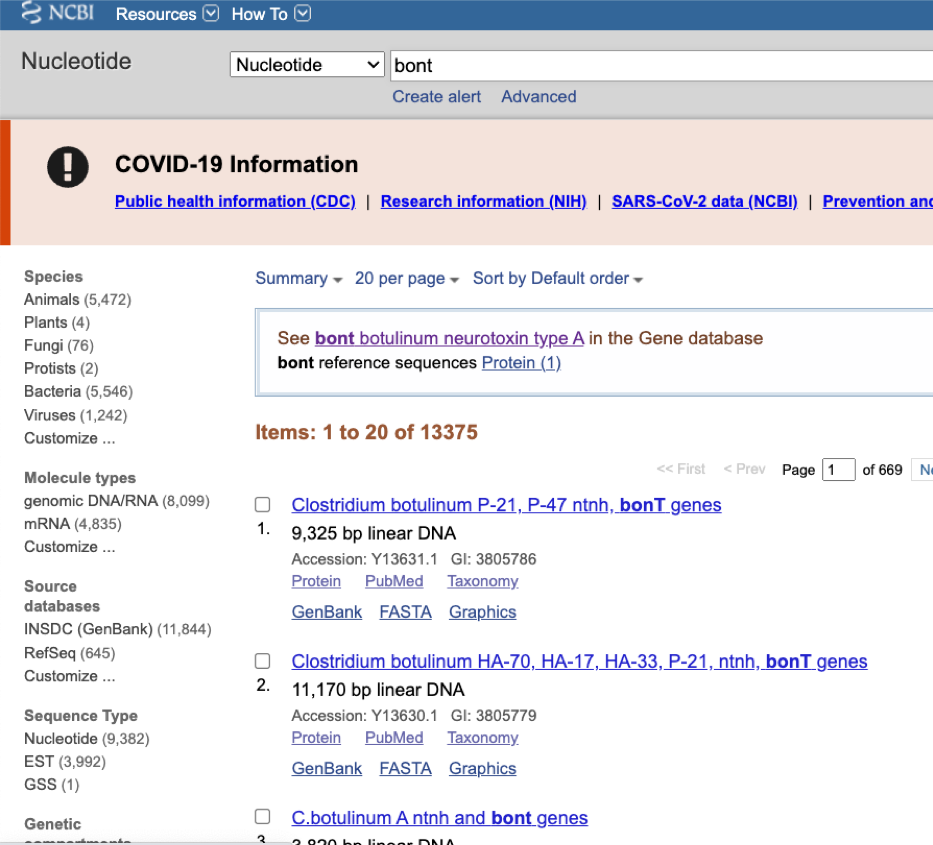 NCBI Resources How To
Nucleotide
Nucleotide
bont
Create alert Advanced
COVID-19 Information
Public health information (CDC) | Research information (NIH) | SARS-CoV-2 data (NCBI) | Prevention and
Species
Animals (5,472)
Plants (4)
Fungi (76)
Protists (2)
Bacteria (5,546)
Viruses (1,242)
Customize ...
Molecule types
genomic DNA/RNA (8,099)
mRNA (4,835)
Customize ...
Source
databases
INSDC (GenBank) (11,844)
RefSeq (645)
Customize ...
Sequence Type
Nucleotide (9,382)
EST (3,992)
GSS (1)
Genetic
compartments
Summary 20 per page Sort by Default order
See bont botulinum neurotoxin type A in the Gene database
bont reference sequences Protein (1)
Items: 1 to 20 of 13375
<< First < Prev Page 1 of 669
Clostridium botulinum P-21, P-47 ntnh, bonT genes
1. 9,325 bp linear DNA
Accession: Y13631.1 GI: 3805786
Protein PubMed Taxonomy
GenBank FASTA Graphics
Clostridium botulinum HA-70, HA-17, HA-33, P-21, ntnh, bonT genes
2. 11,170 bp linear DNA
Accession: Y13630.1 GI: 3805779
Protein PubMed Taxonomy
GenBank FASTA Graphics
C.botulinum A ntnh and bont genes
3. 3,820 bp linear DNA